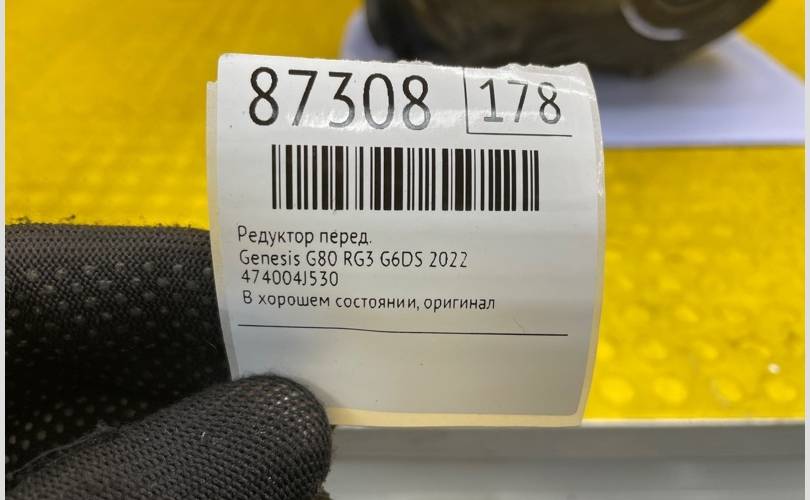 87308 178
Редуктор перед.
Genesis G80 RG3 G6DS 2022
474004J530
В хорошем состоянии, оригинал